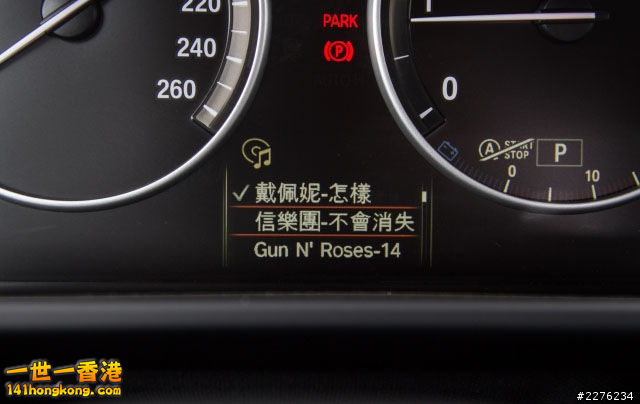 220
240
260
PARK
(P)
1
0
A START
STOP
P
0
10
戴佩妮-怎樣
信樂團-不會消失
Gun N' Roses-14
一世一香港
141hongkong.com
#2276234